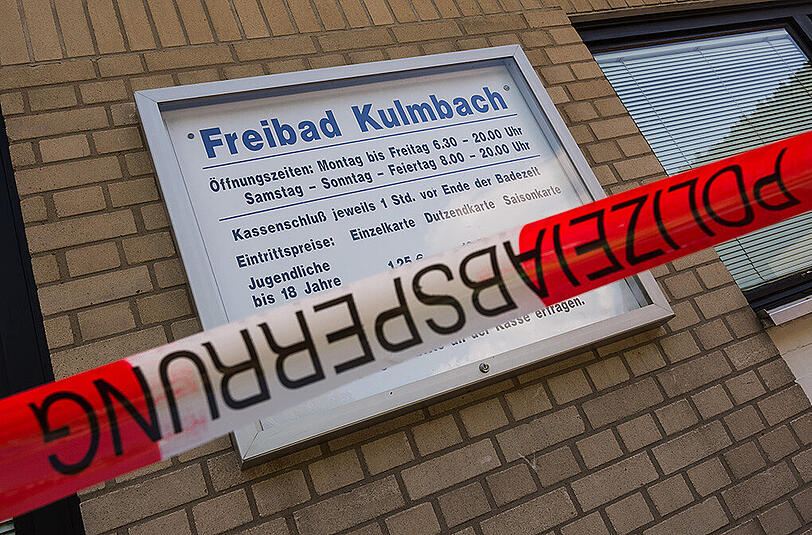 Freibad Kulmbach
Öffnungszeiten: Montag bis Freitag 6.30 - 20.00 Uhr
Samstag - Sonntag - Feiertag 8.00 - 20.00 Uhr
Kassenschluß jeweils 1 Std. vor Ende der Badezeit
Eintrittspreise: Einzelkarte Dutzendkarte Saisonkarte
Jugendliche
bis 18 Jahre 1,25 €
an der Kasse erfragen.
POLIZEIABSPERRUNG